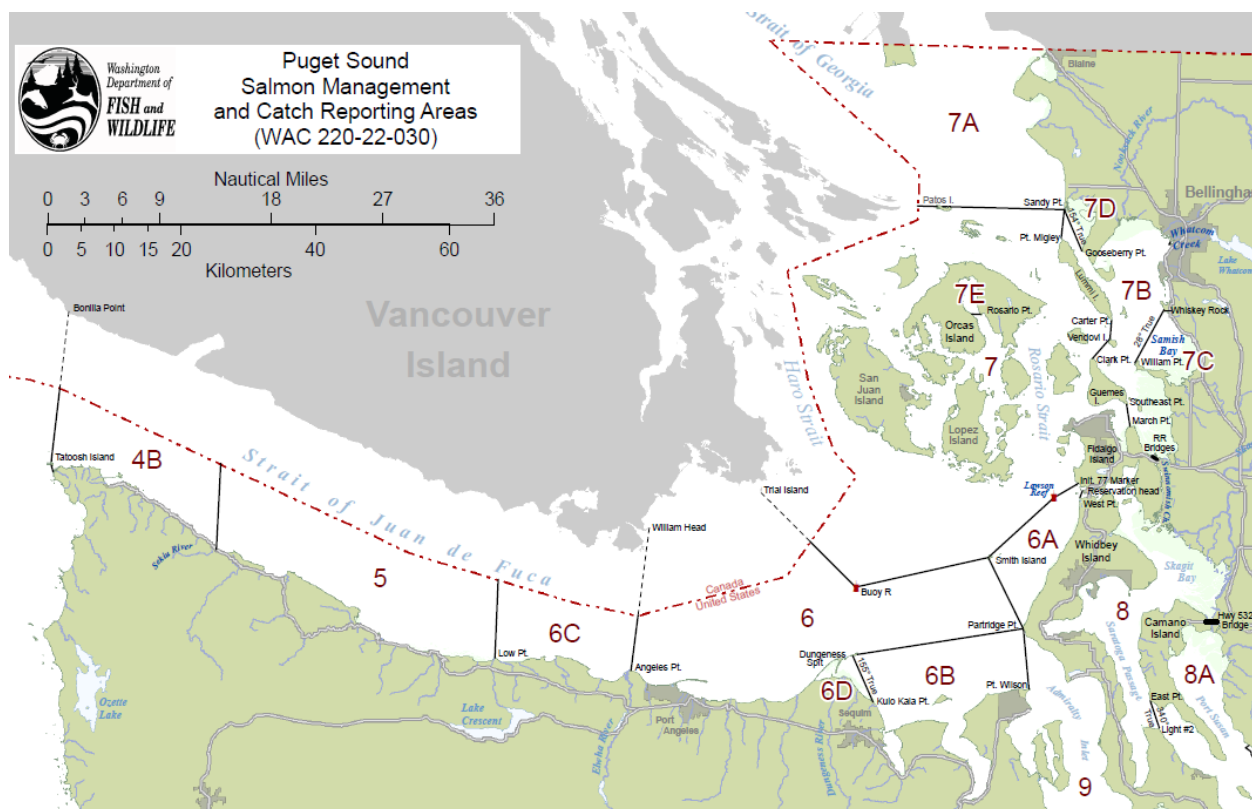 Washington
Department of
FISH and
WILDLIFE
Puget Sound
Salmon Management
and Catch Reporting Areas
(WAC 220-22-030)
Nautical Miles
0 3 6 9 18 27 36
0 5 10 15 20 40 60
Kilometers
Strait of Georgia
Blaine
7A
Nooksack River
Bellingha
Patos I.
Sandy Pt.
7D
154° True
Pt. Migley
Gooseberry Pt.
Whatcom
Creek
Lake
Whatcom
Lummi I.
7E
Rosario Pt.
Orcas
Island
7B
Whiskey Rock
Carter Pt.
Vendovi I.
28° True
Samish
Bay
Clark Pt.
William Pt.
7C
Bonilla Point
Vancouver
Island
Haro Strait
7
Rosario Strait
San
Juan
Island
Lopez
Island
Guemes
I.
Southeast Pt.
March Pt.
RR
Bridges
Fidalgo
Island
Swinomish Ch.
Tatoosh Island
4B
Strait of Juan de Fuca
Trial Island
Lawson
Reef
Init. 77 Marker
Reservation head
West Pt.
William Head
6A
Smith Island
Whidbey
Island
Skagit
Bay
Sekiu River
5
Canada
United States
Buoy R
6
6C
8
Camano
Island
Hwy 532
Bridge
Partridge Pt.
Saratoga Passage
Low Pt.
Angeles Pt.
Dungeness
Spit
155° True
6D
6B
Kulo Kala Pt.
Pt. Wilson
8A
Port Susan
East Pt.
340° True
Light #2
Ozette
Lake
Lake
Crescent
Port
Angeles
Sequim
Elwha River
Dungeness River
Admiralty
Inlet
9